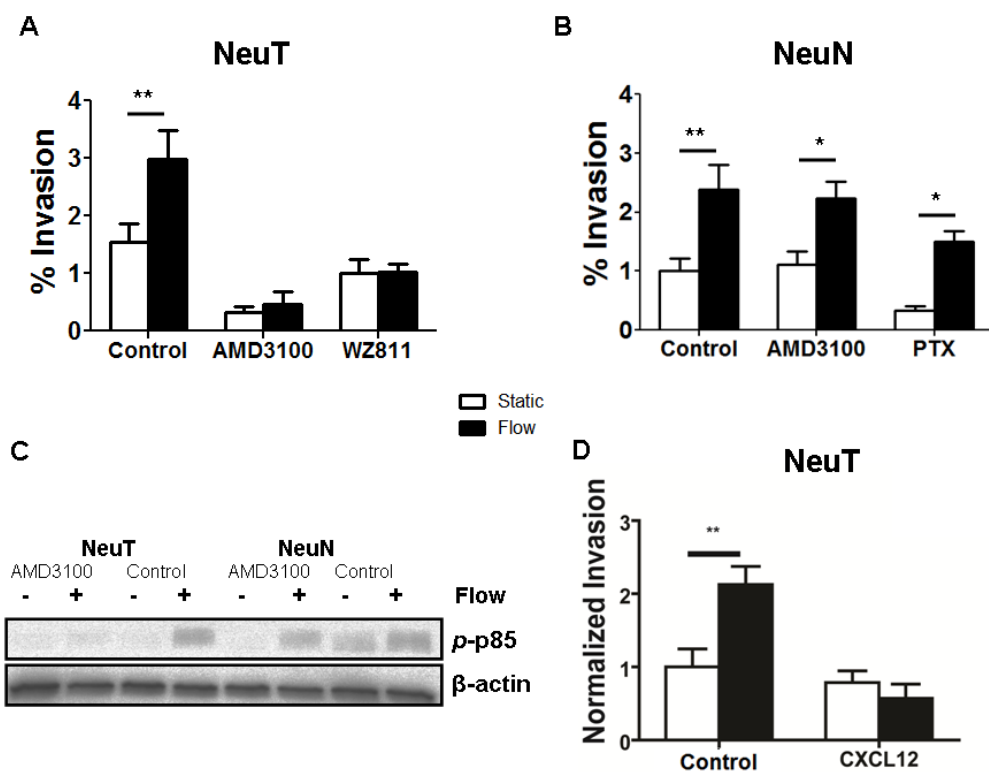 A
NeuT
**
% Invasion
4
3
2
1
0
Control AMD3100 WZ811
B
NeuN
** * *
% Invasion
4
3
2
1
0
Control AMD3100 PTX
Static
Flow
C
NeuT NeuN
AMD3100 Control AMD3100 Control
- + - + - + - + Flow
p-p85
β-actin
D
NeuT
**
Normalized Invasion
3
2
1
0
Control CXCL12